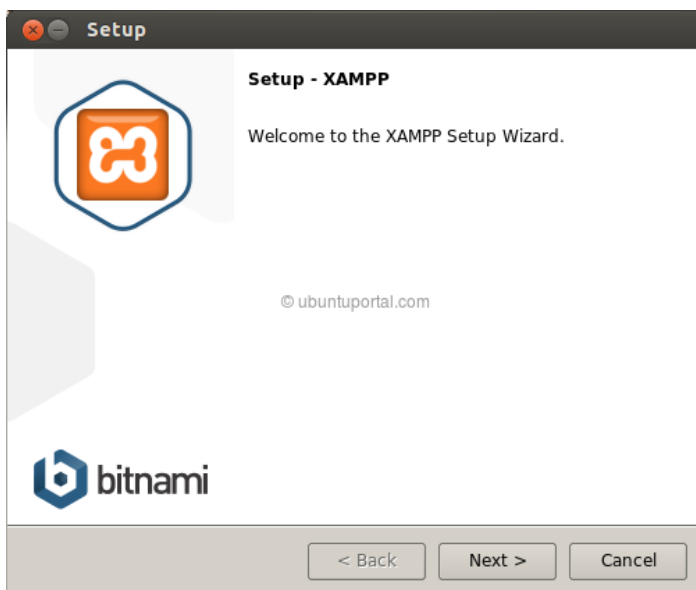 Setup
Setup - XAMPP
Welcome to the XAMPP Setup Wizard.
© ubuntuportal.com
bitnami
< Back
Next >
Cancel